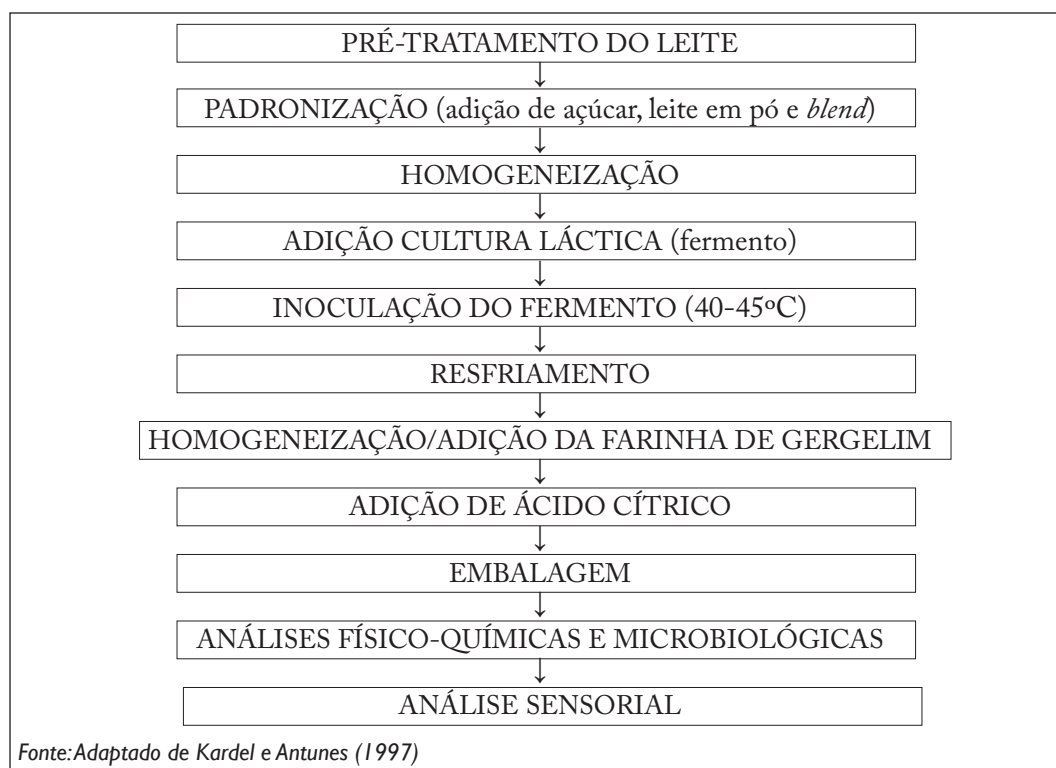 PRÉ-TRATAMENTO DO LEITE
PADRONIZAÇÃO (adição de açúcar, leite em pó e blend)
HOMOGENEIZAÇÃO
ADIÇÃO CULTURA LÁCTICA (fermento)
INOCULAÇÃO DO FERMENTO (40-45ºC)
RESFRIAMENTO
HOMOGENEIZAÇÃO/ADIÇÃO DA FARINHA DE GERGELIM
ADIÇÃO DE ÁCIDO CÍTRICO
EMBALAGEM
ANÁLISES FÍSICO-QUÍMICAS E MICROBIOLÓGICAS
ANÁLISE SENSORIAL
Fonte: Adaptado de Kardel e Antunes (1997)